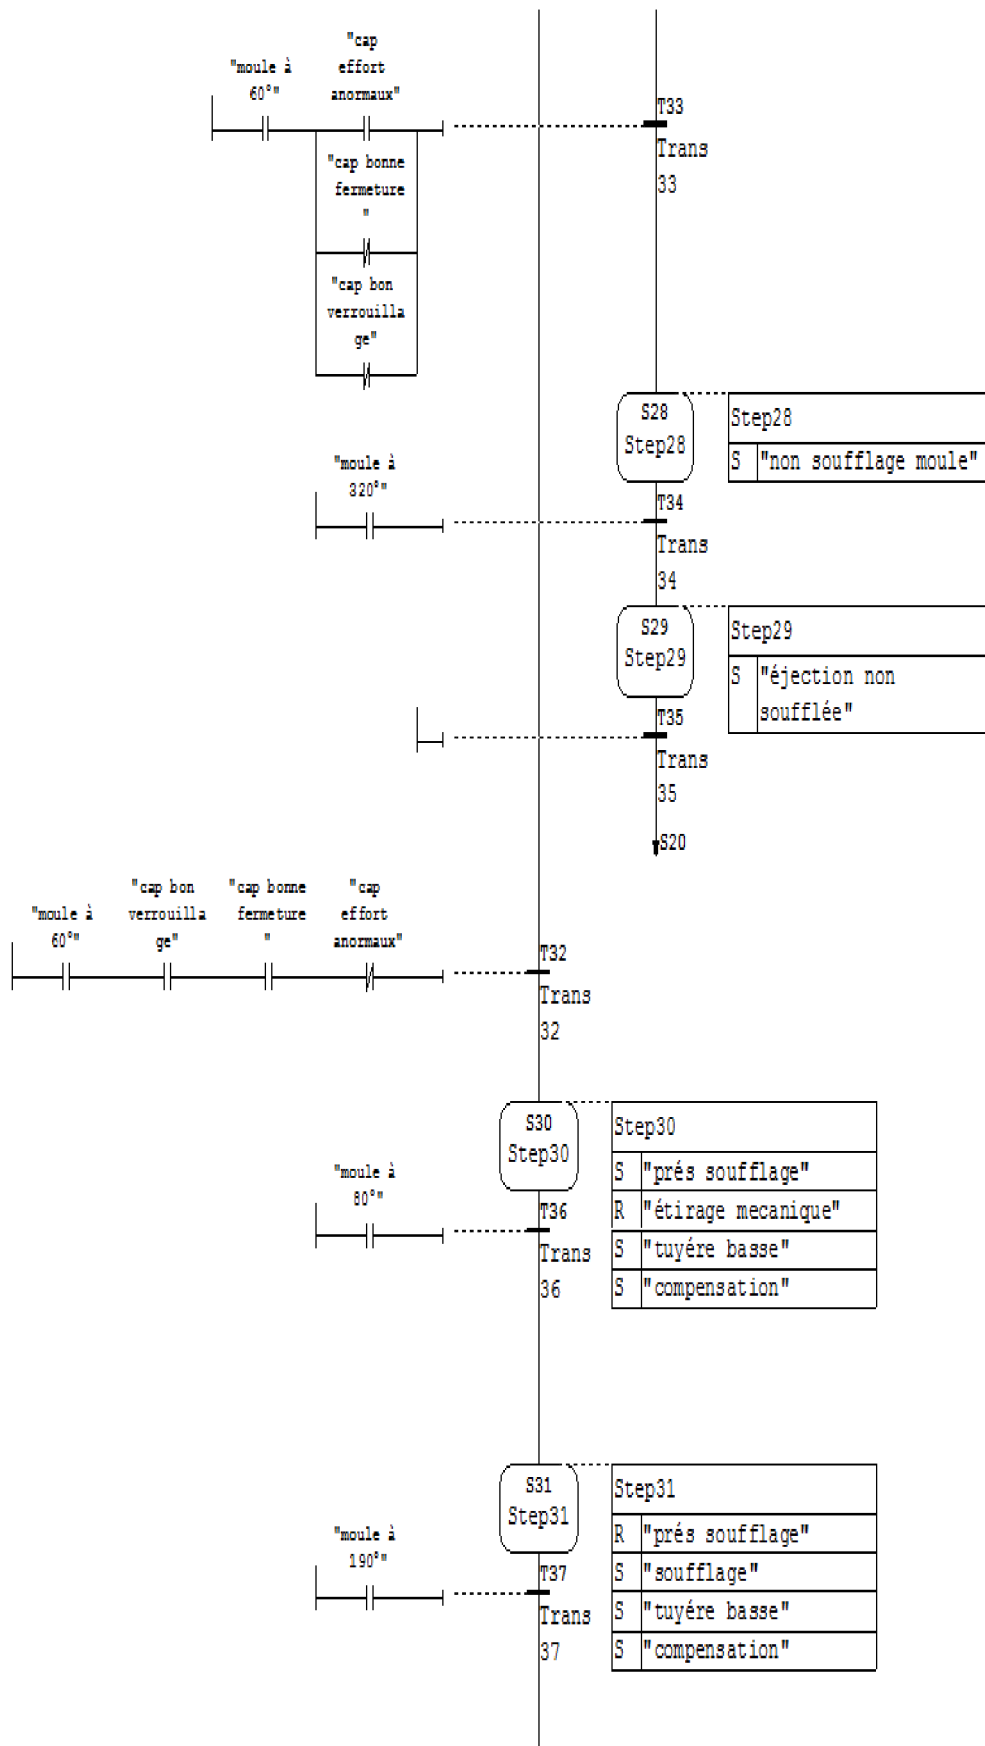 "cap
effort
anormaux"
"moule à
60°"
T33
Trans
33
"cap bonne
fermeture
"
"cap bon
verrouilla
ge"
S28
Step28
Step28
S "non soufflage moule"
"moule à
320°"
T34
Trans
34
S29
Step29
Step29
S "éjection non
soufflée"
T35
Trans
35
S20
"moule à
60°"
"cap bon
verrouilla
ge"
"cap bonne
fermeture
"
"cap
effort
anormaux"
T32
Trans
32
S30
Step30
Step30
S "prés soufflage"
R "étirage mecanique"
S "tuyére basse"
S "compensation"
"moule à
80°"
T36
Trans
36
S31
Step31
Step31
R "prés soufflage"
S "soufflage"
S "tuyére basse"
S "compensation"
"moule à
190°"
T37
Trans
37